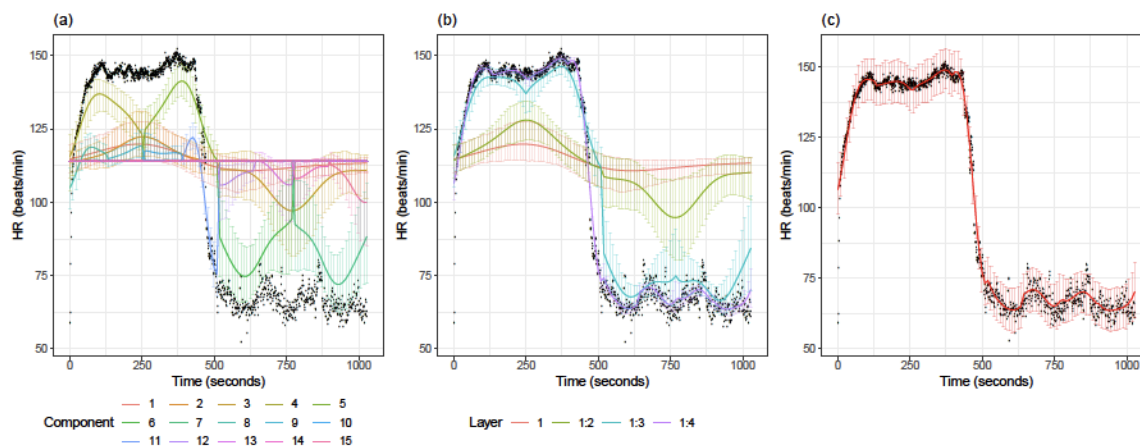 (a) (b) (c)
150 150 150
125 125 125
100 100 100
75 75 75
50 50 50
HR (beats/min) HR (beats/min) HR (beats/min)
0 250 500 750 1000 0 250 500 750 1000 0 250 500 750 1000
Time (seconds) Time (seconds) Time (seconds)
1 2 3 4 5
Component 6 7 8 9 10
11 12 13 14 15
Layer 1 1:2 1:3 1:4